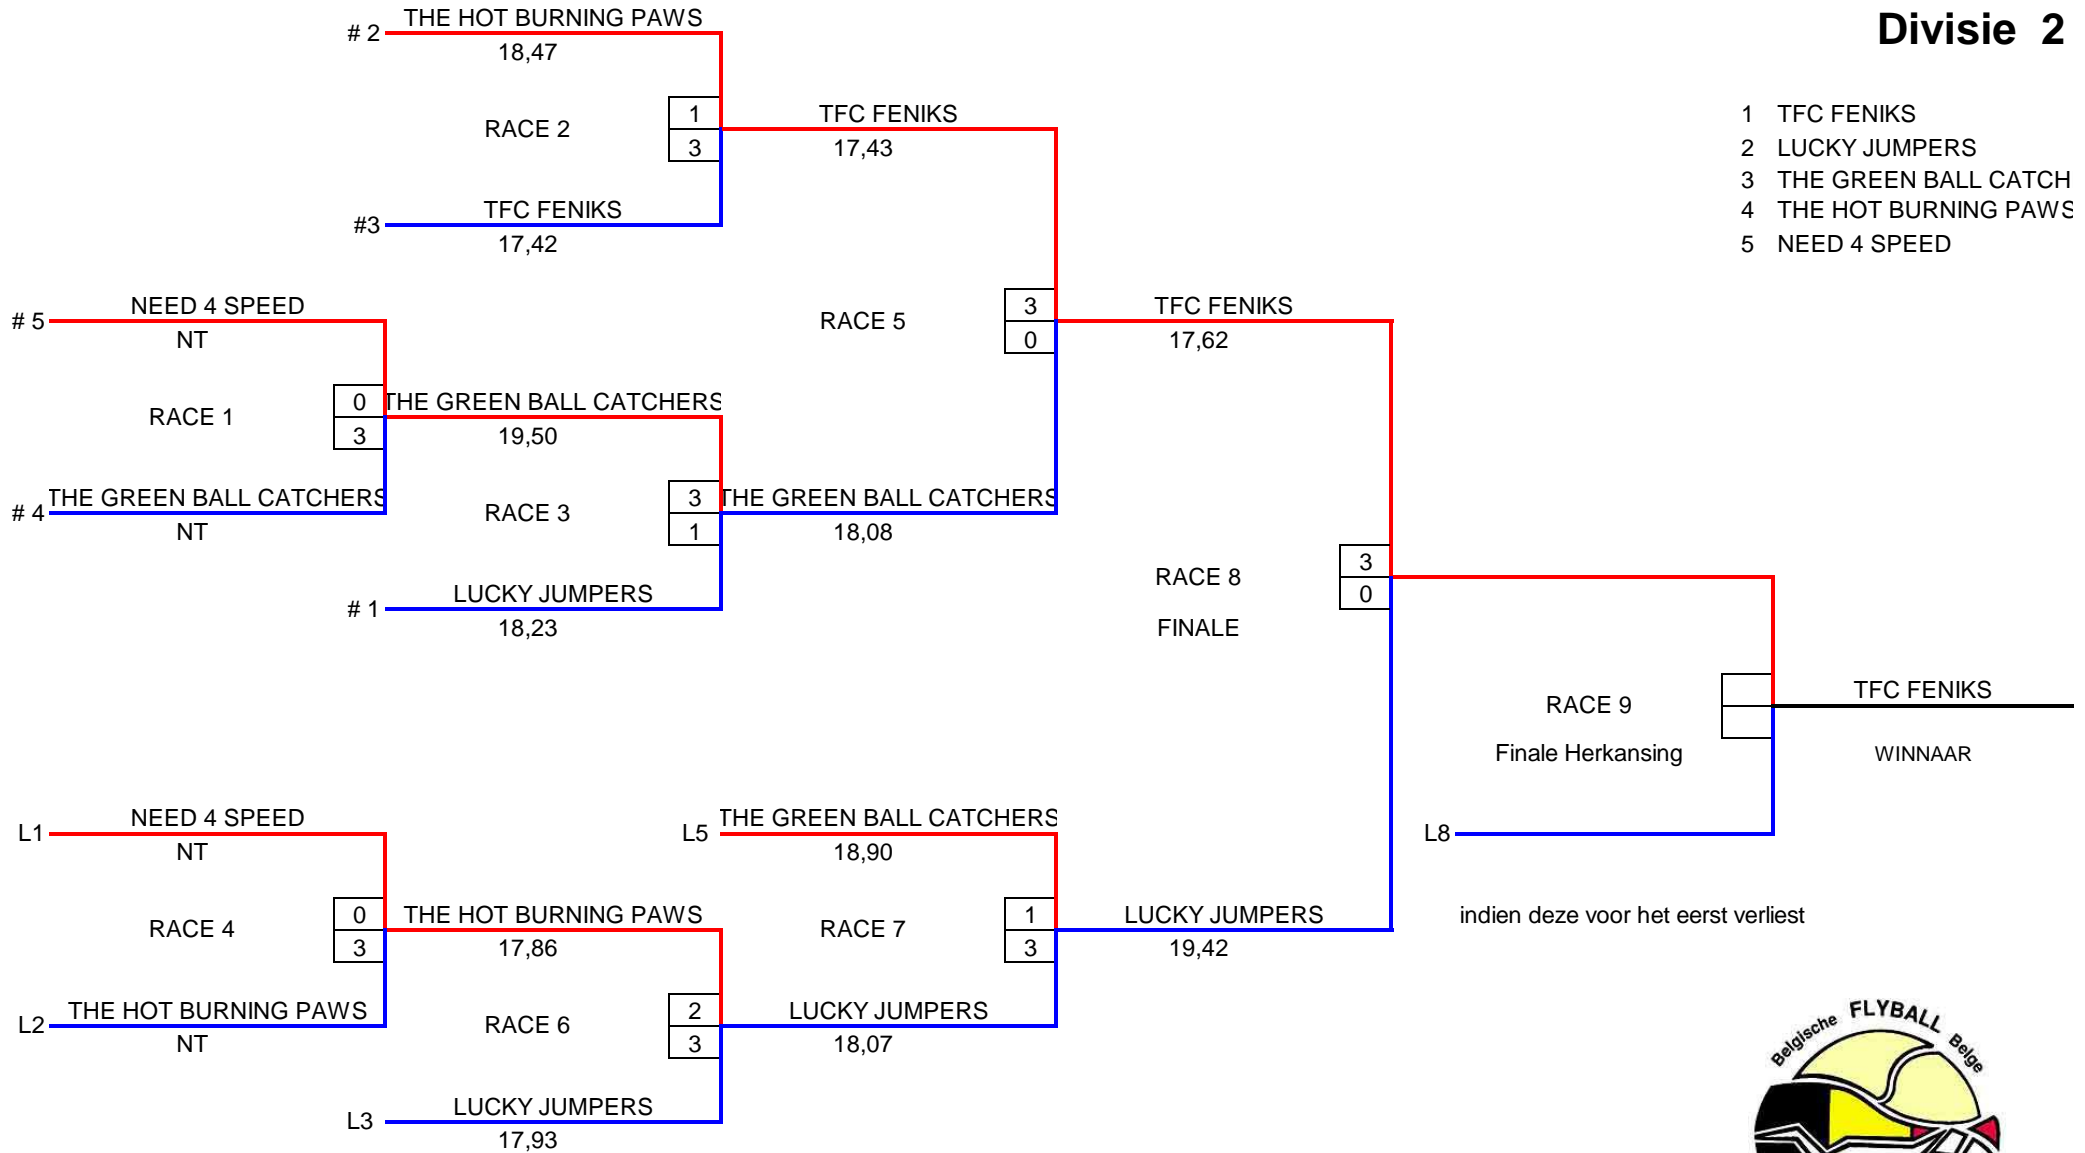 Divisie 2
1 TFC FENIKS
2 LUCKY JUMPERS
3 THE GREEN BALL CATCH
4 THE HOT BURNING PAWS
5 NEED 4 SPEED
# 2 THE HOT BURNING PAWS
18,47
RACE 2
1
3
#3 TFC FENIKS
17,42
TFC FENIKS
17,43
# 5 NEED 4 SPEED
NT
RACE 1
0
3
# 4 THE GREEN BALL CATCHERS
NT
THE GREEN BALL CATCHERS
19,50
RACE 3
3
1
# 1 LUCKY JUMPERS
18,23
THE GREEN BALL CATCHERS
18,08
RACE 5
3
0
TFC FENIKS
17,62
RACE 8
3
0
FINALE
RACE 9
Finale Herkansing
TFC FENIKS
WINNAAR
L8
indien deze voor het eerst verliest
L1 NEED 4 SPEED
NT
RACE 4
0
3
L2 THE HOT BURNING PAWS
NT
THE HOT BURNING PAWS
17,86
RACE 6
2
3
L3 LUCKY JUMPERS
17,93
L5 THE GREEN BALL CATCHERS
18,90
RACE 7
1
3
LUCKY JUMPERS
18,07
LUCKY JUMPERS
19,42
Belgische FLYBALL Belge